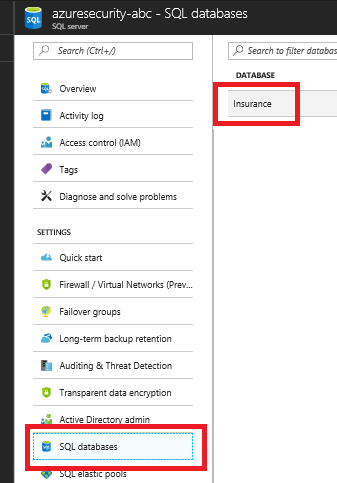 azuresecurity-abc - SQL databases
SQL server
Search (Ctrl+/)
Overview
Activity log
Access control (IAM)
Tags
Diagnose and solve problems
SETTINGS
Quick start
Firewall / Virtual Networks (Prev...
Failover groups
Long-term backup retention
Auditing & Threat Detection
Transparent data encryption
Active Directory admin
SQL databases
SQL elastic pools
Search to filter databa
DATABASE
Insurance